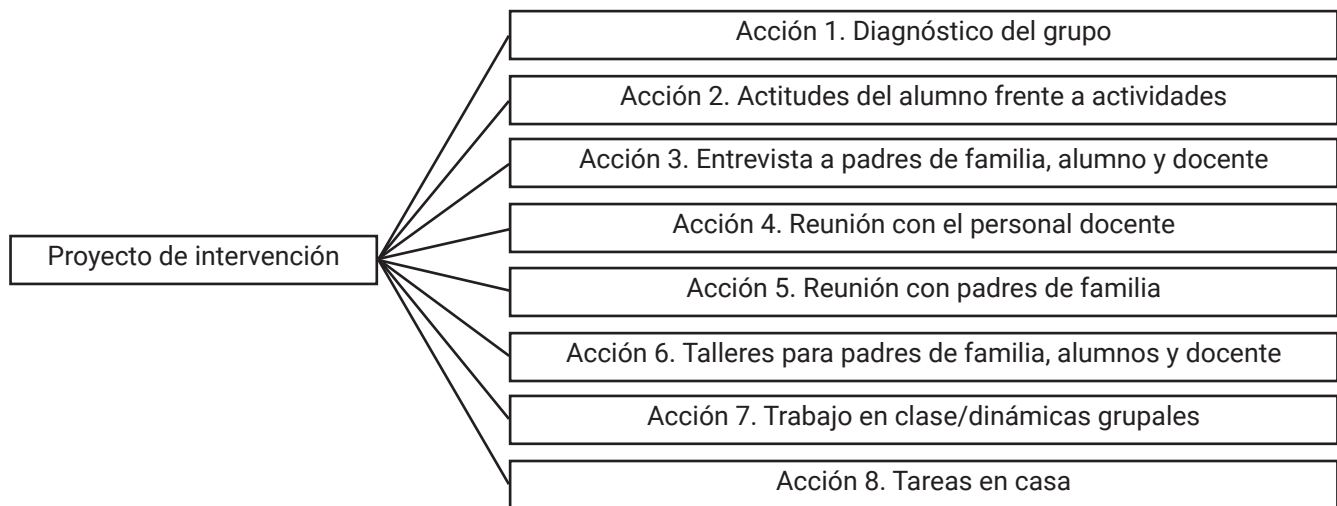 Acción 1. Diagnóstico del grupo
Acción 2. Actitudes del alumno frente a actividades
Acción 3. Entrevista a padres de familia, alumno y docente
Acción 4. Reunión con el personal docente
Proyecto de intervención
Acción 5. Reunión con padres de familia
Acción 6. Talleres para padres de familia, alumnos y docente
Acción 7. Trabajo en clase/dinámicas grupales
Acción 8. Tareas en casa